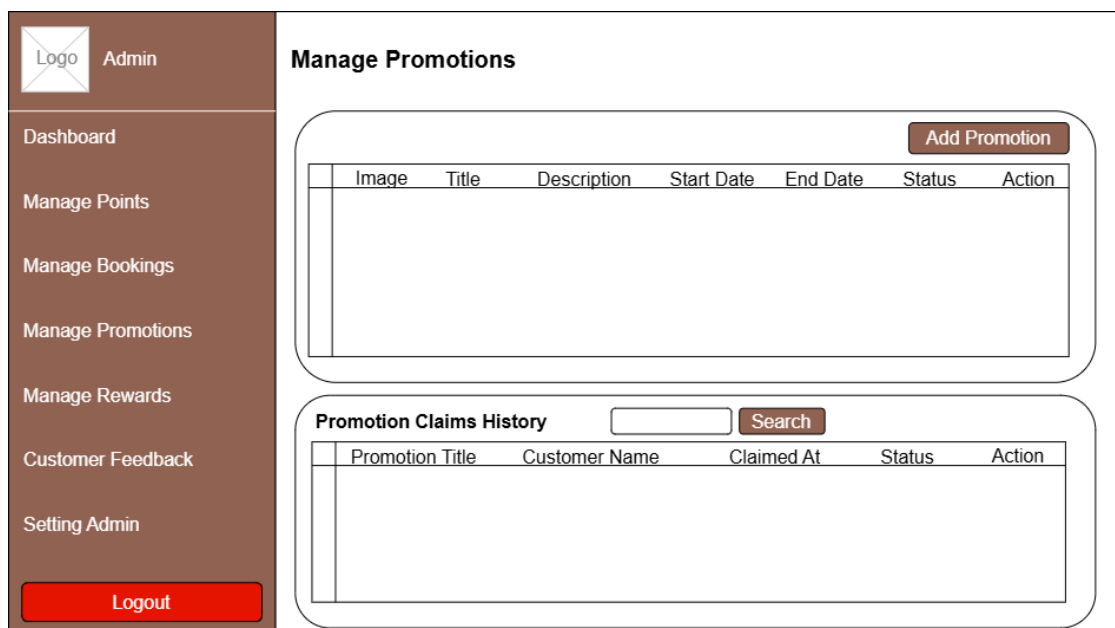 Logo Admin
Dashboard
Manage Points
Manage Bookings
Manage Promotions
Manage Rewards
Customer Feedback
Setting Admin
Logout
Manage Promotions
Add Promotion
Image Title Description Start Date End Date Status Action
Promotion Claims History Search
Promotion Title Customer Name Claimed At Status Action